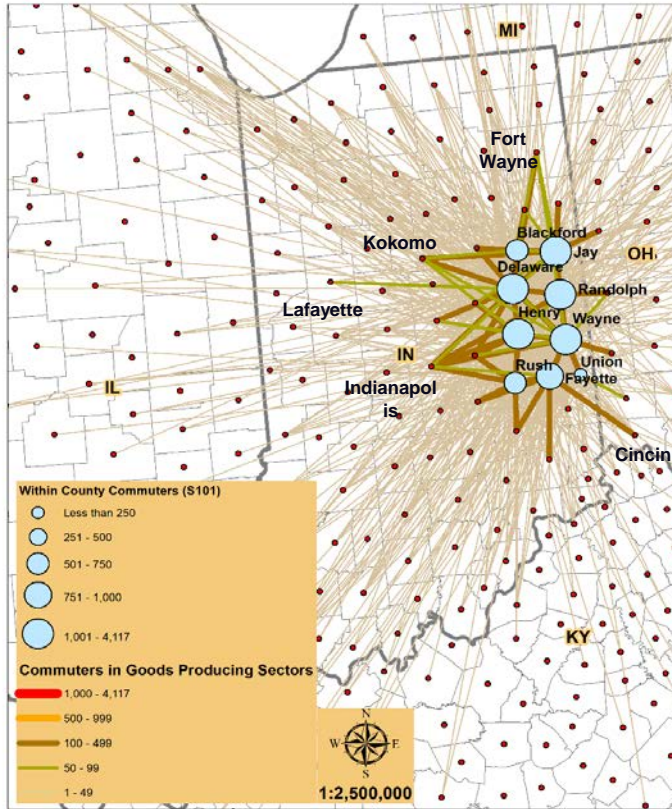 MI
Fort
Wayne
Blackford
Kokomo
Jay
OH
Delaware
Randolph
Lafayette
Henry
Wayne
IN
Rush
Union
Fayette
IL
Indianapol
is
Cincin
Within County Commuters (S101)
Less than 250
251 - 500
501 - 750
751 - 1,000
1,001 - 4,117
KY
Commuters in Goods Producing Sectors
1,000 - 4,117
500 - 999
100 - 499
50 - 99
1 - 49
N
W E
S
1:2,500,000